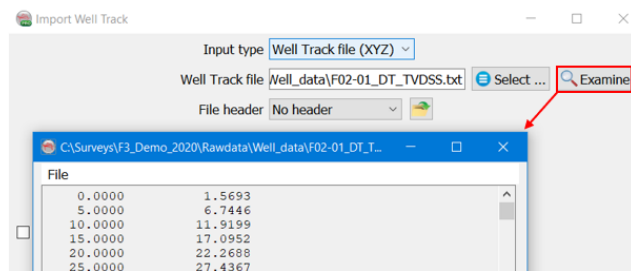 Import Well Track
Input type Well Track file (XYZ)
Well Track file Well_data\F02-01_DT_TVDSS.txt Select ... Examine
File header No header
C:\Surveys\F3_Demo_2020\Rawdata\Well_data\F02-01_DT_T...
File
0.0000 1.5693
5.0000 6.7446
10.0000 11.9199
15.0000 17.0952
20.0000 22.2688
25.0000 27.4367